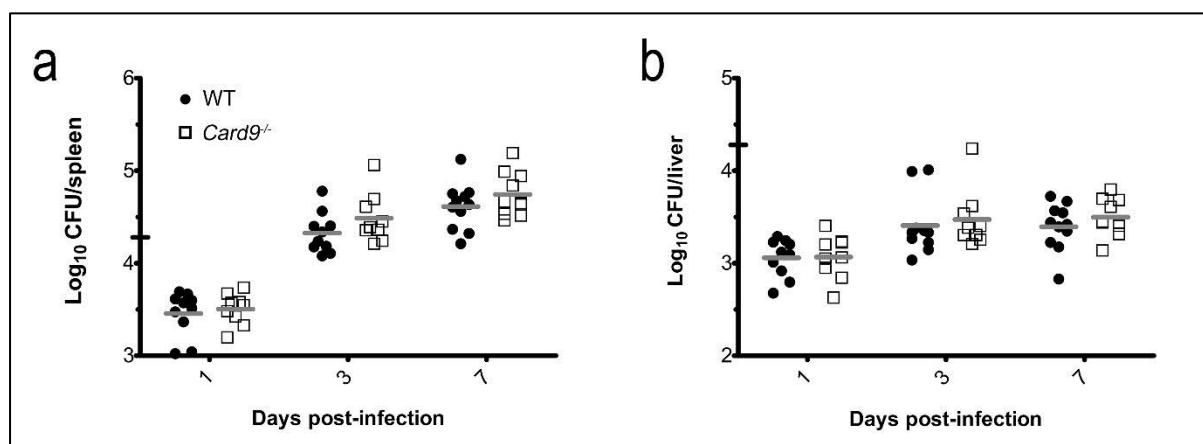 a
6
5
4
3
Log10 CFU/spleen
WT
Card9-/-
1
3
7
Days post-infection
b
5
4
3
2
Log10 CFU/liver
1
3
7
Days post-infection